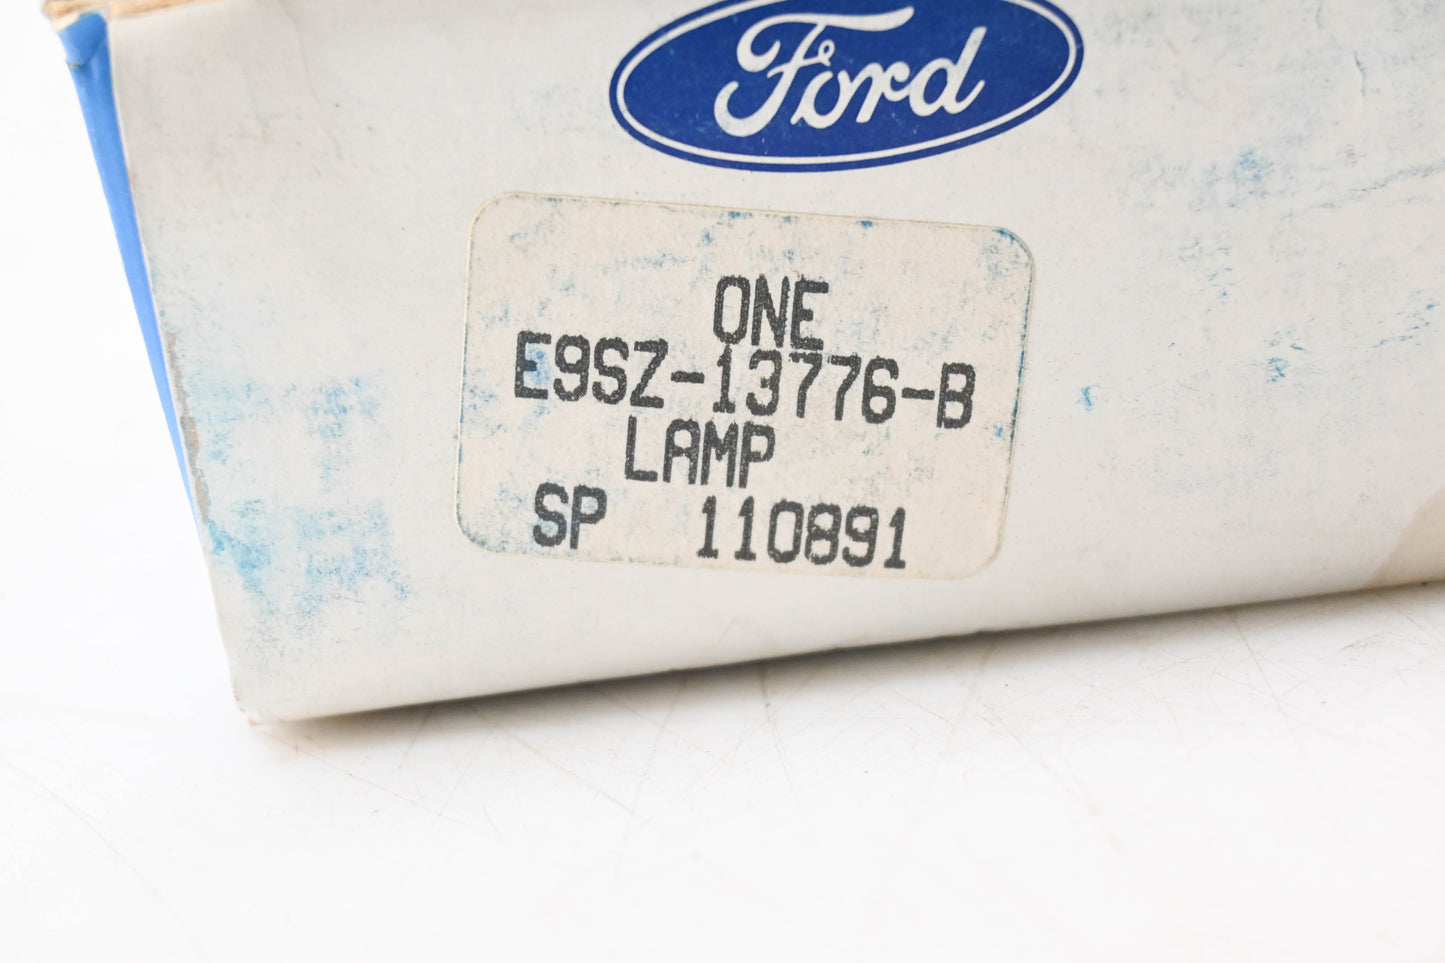 Ford
ONE
E9SZ-13776-B
LAMP
SP 110891